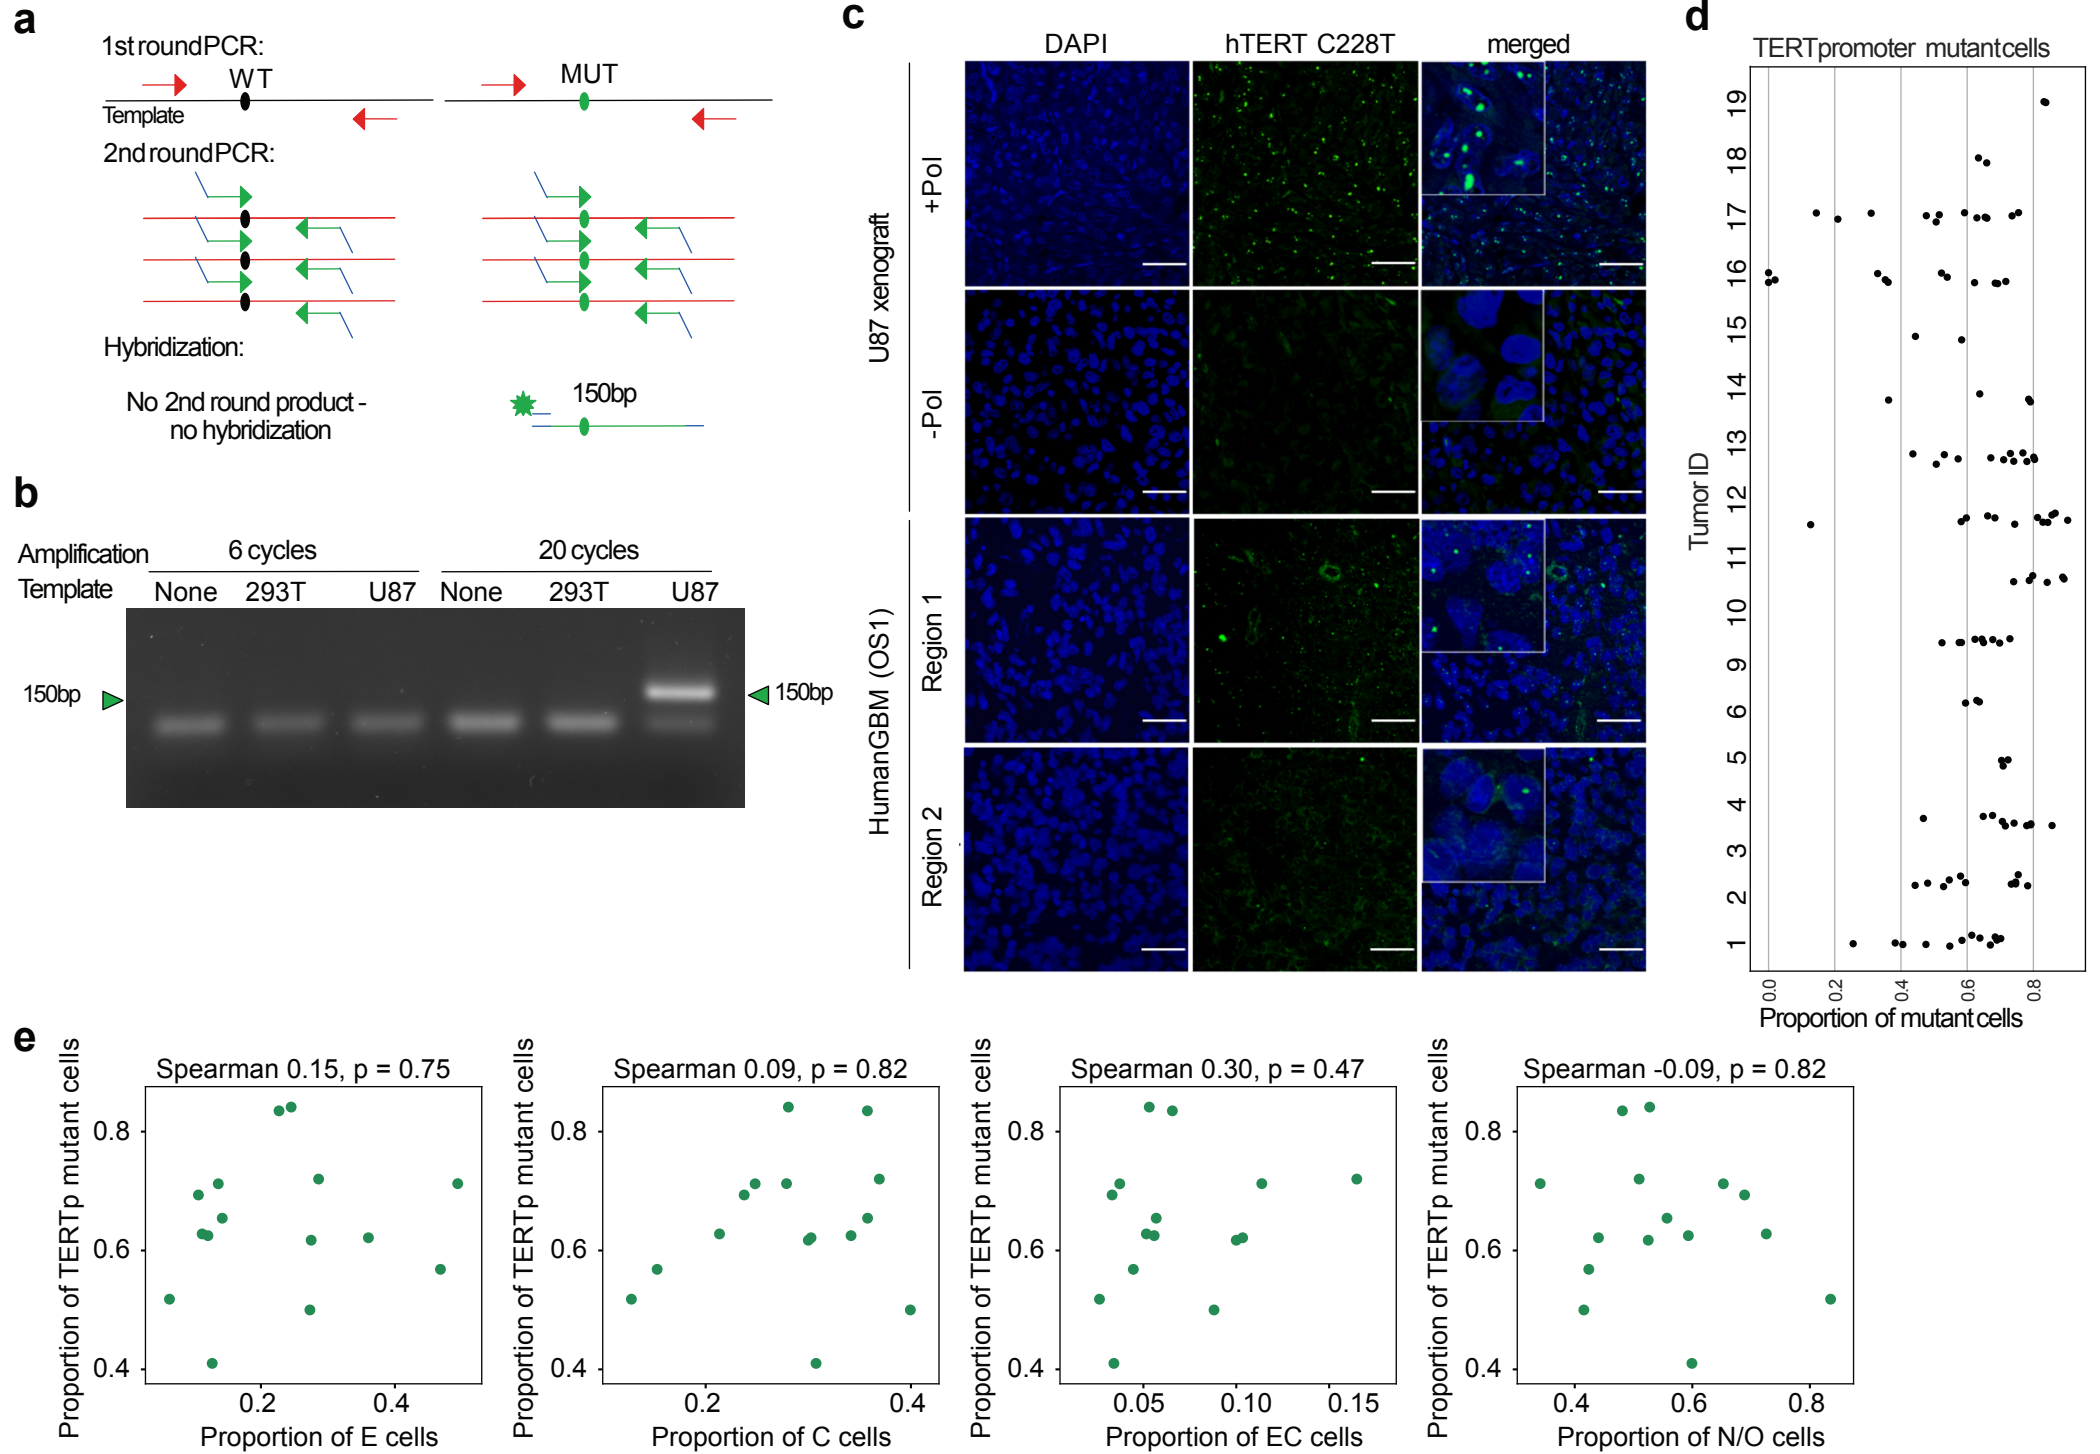 a
1st round PCR:
WT
MUT
Template
2nd round PCR:
Hybridization:
No 2nd round product -
no hybridization
150bp
b
Amplification
6 cycles
20 cycles
Template
None
293T
U87
None
293T
U87
150bp
150bp
c
DAPI
hTERT C228T
merged
U87 xenograft
+Pol
-Pol
Human GBM (OS1)
Region 1
Region 2
d
TERT promoter mutant cells
Tumor ID
19
18
17
16
15
14
13
12
11
10
9
6
5
4
3
2
1
0.0
0.2
0.4
0.6
0.8
Proportion of mutant cells
e
Spearman 0.15, p = 0.75
Proportion of TERTp mutant cells
0.8
0.6
0.4
0.2
0.4
Proportion of E cells
Spearman 0.09, p = 0.82
Proportion of TERTp mutant cells
0.8
0.6
0.4
0.2
0.4
Proportion of C cells
Spearman 0.30, p = 0.47
Proportion of TERTp mutant cells
0.8
0.6
0.4
0.05
0.10
0.15
Proportion of EC cells
Spearman -0.09, p = 0.82
Proportion of TERTp mutant cells
0.8
0.6
0.4
0.4
0.6
0.8
Proportion of N/O cells